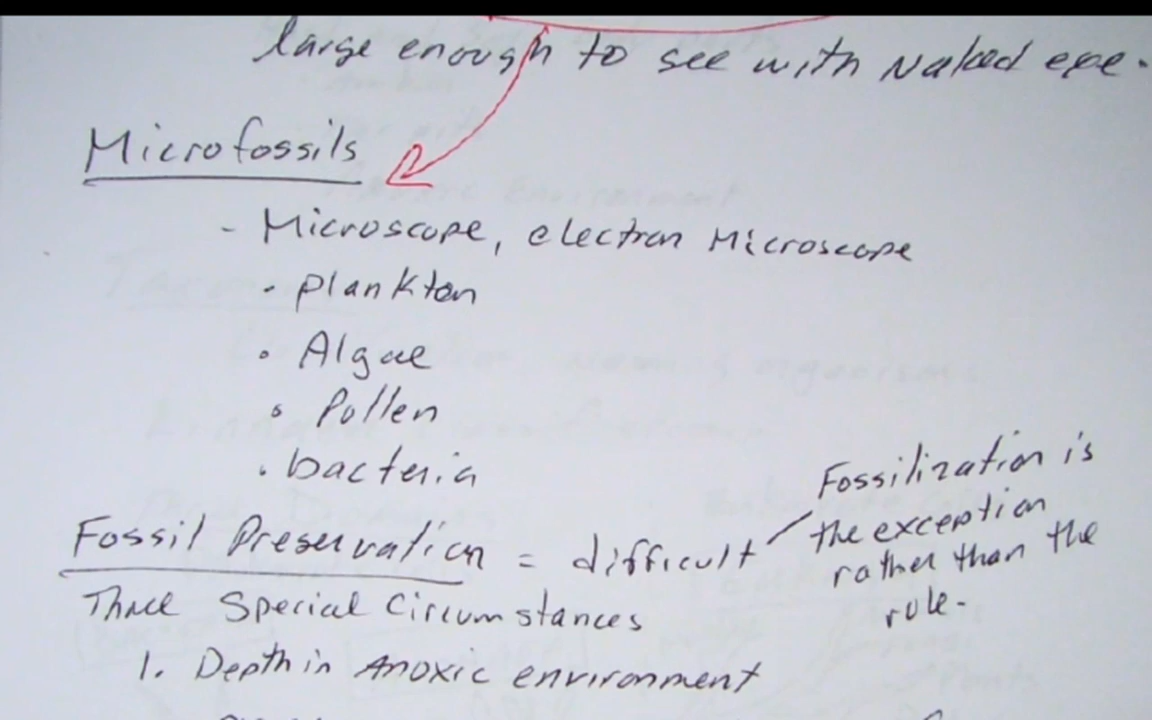 large enough to see with Naked eye.
Microfossils
- Microscope, electron Microscope
• plankton
• Algae
• Pollen
• bacteria
Fossil Preservation = difficult
Fossilization is
the exception
rather than the
rule.
Three Special Circumstances
1. Depth in Anoxic environment